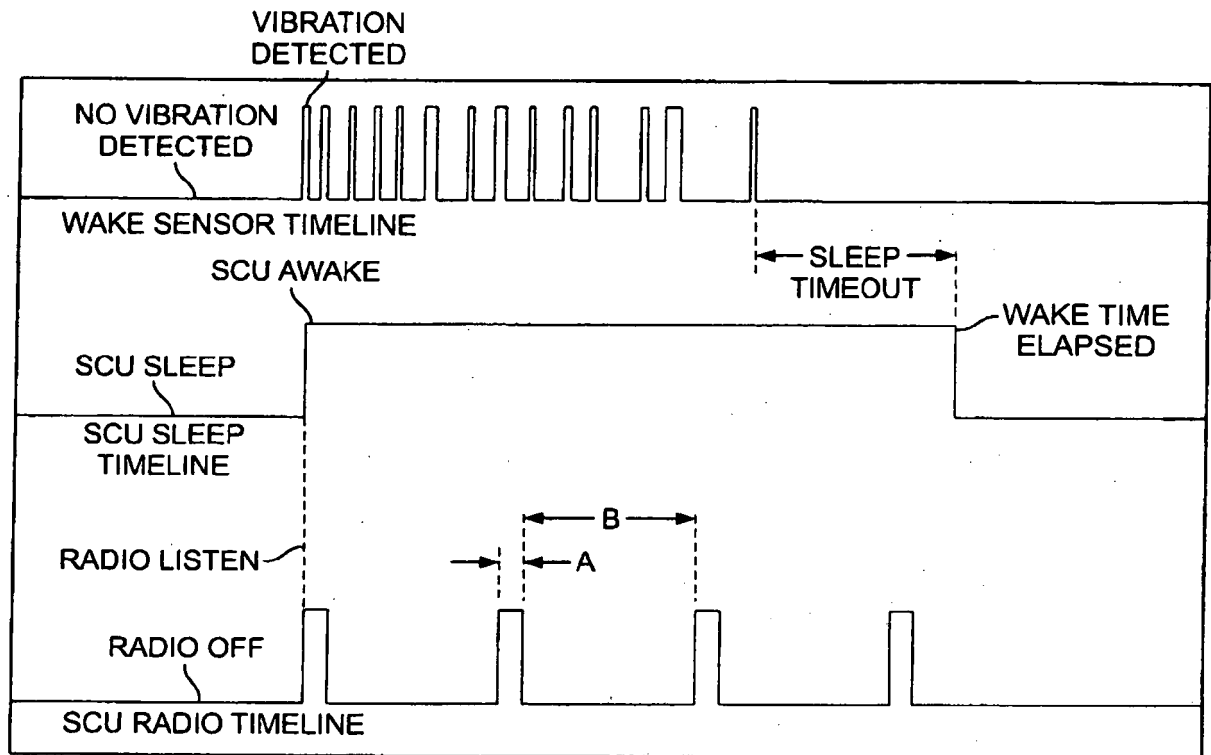 VIBRATION
DETECTED
NO VIBRATION
DETECTED
WAKE SENSOR TIMELINE
SCU AWAKE
SLEEP
TIMEOUT
WAKE TIME
ELAPSED
SCU SLEEP
SCU SLEEP
TIMELINE
B
RADIO LISTEN
A
RADIO OFF
SCU RADIO TIMELINE